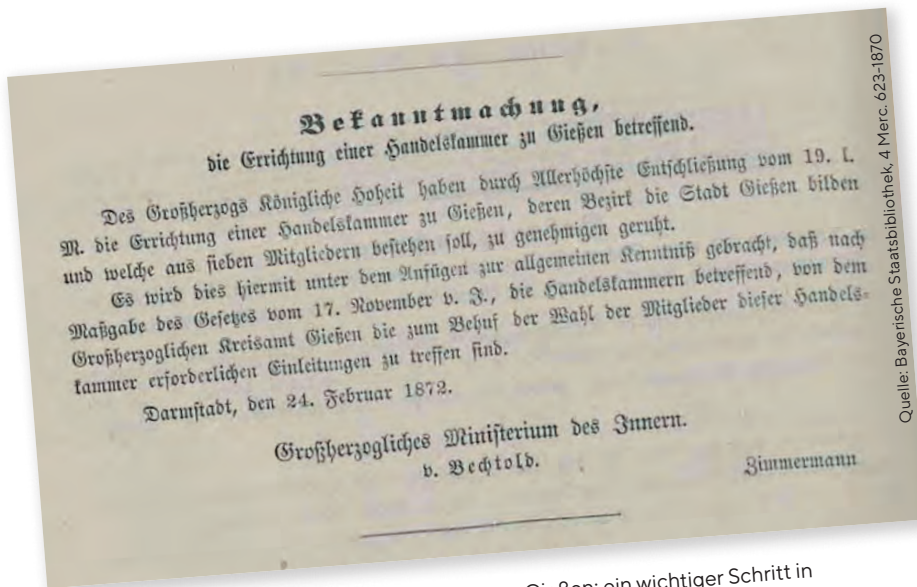 Bekanntmachung,
die Errichtung einer Handelskammer zu Gießen betreffend.
Des Großherzogs Königliche Hoheit haben durch Allerhöchste Entschließung vom 19. l.
M. die Errichtung einer Handelskammer zu Gießen, deren Bezirk die Stadt Gießen bilden
und welche aus sieben Mitgliedern bestehen soll, zu genehmigen geruht.
Es wird dies hiermit unter dem Anfügen zur allgemeinen Kenntniß gebracht, daß nach
Maßgabe des Gesetzes vom 17. November v. J., die Handelskammern betreffend, von dem
Großherzoglichen Kreisamt Gießen die zum Behuf der Wahl der Mitglieder dieser Handels-
kammer erforderlichen Einleitungen zu treffen sind.
Darmstadt, den 24. Februar 1872.
Großherzogliches Ministerium des Innern.
v. Bechtold.
Zimmermann
Quelle: Bayerische Staatsbibliothek, 4 Merc. 623-1870
Gießen: ein wichtiger Schritt in